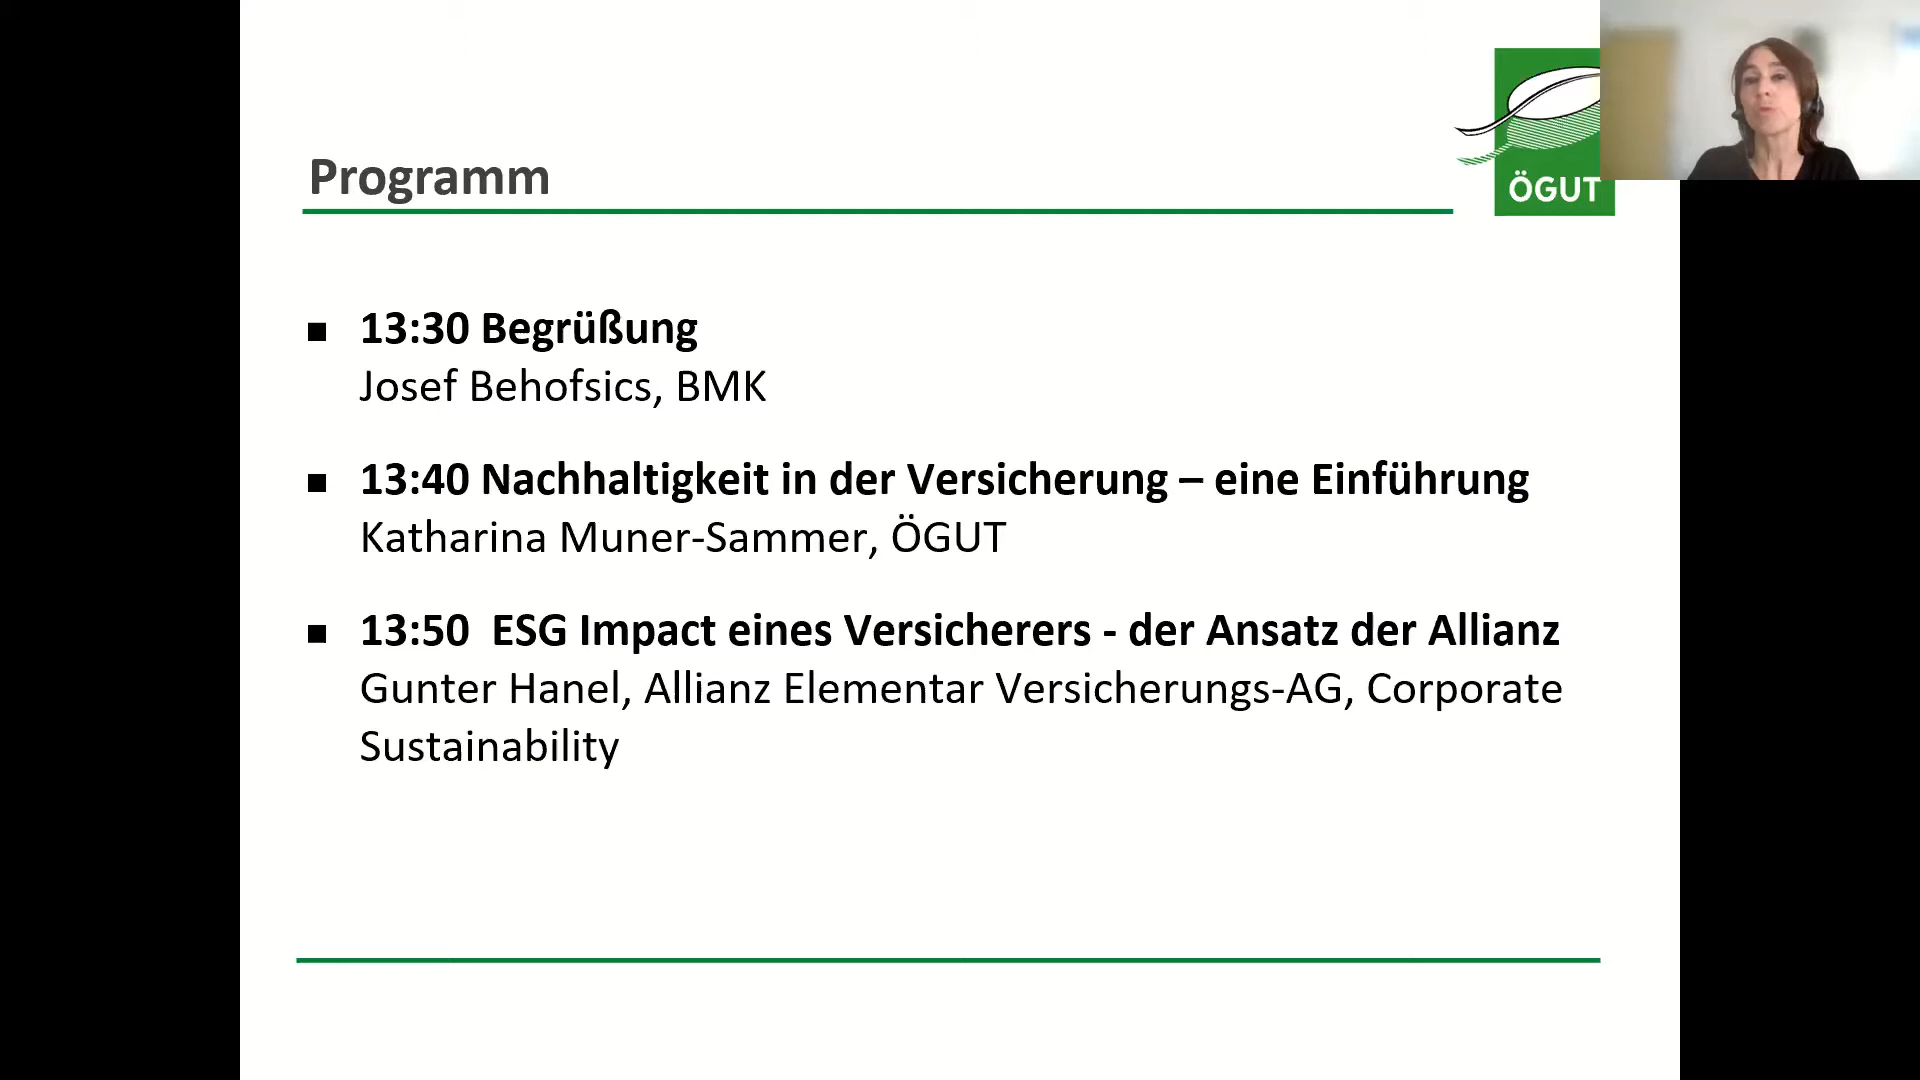 Programm
ÖGUT
13:30 Begrüßung
Josef Behofsics, BMK
13:40 Nachhaltigkeit in der Versicherung – eine Einführung
Katharina Muner-Sammer, ÖGUT
13:50  ESG Impact eines Versicherers - der Ansatz der Allianz
Gunter Hanel, Allianz Elementar Versicherungs-AG, Corporate
Sustainability